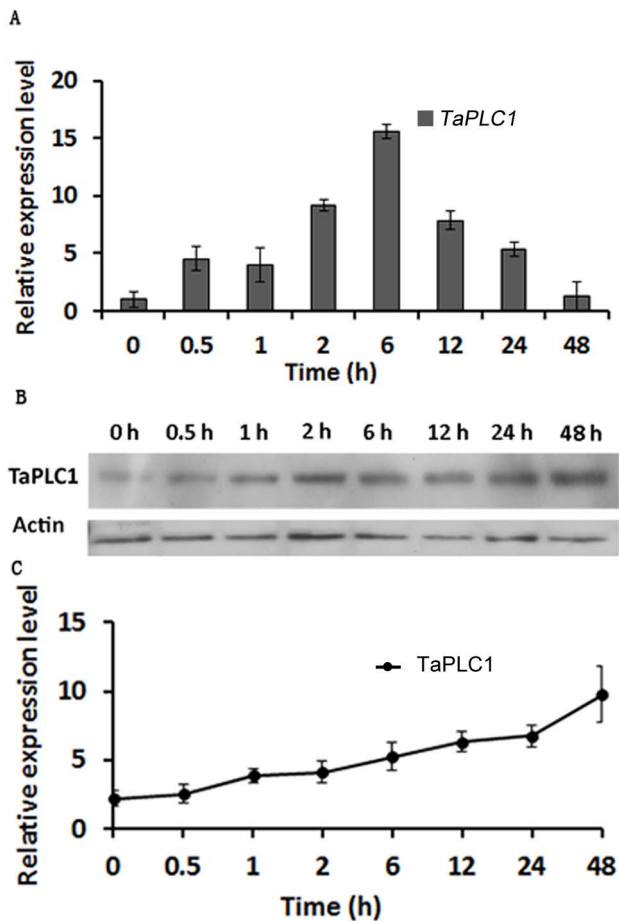 A
Relative expression level
20
15
10
5
0
TaPLC1
0 0.5 1 2 6 12 24 48
Time (h)
B
0 h 0.5 h 1 h 2 h 6 h 12 h 24 h 48 h
TaPLC1
Actin
C
Relative expression level
15
10
5
0
TaPLC1
0 0.5 1 2 6 12 24 48
Time (h)